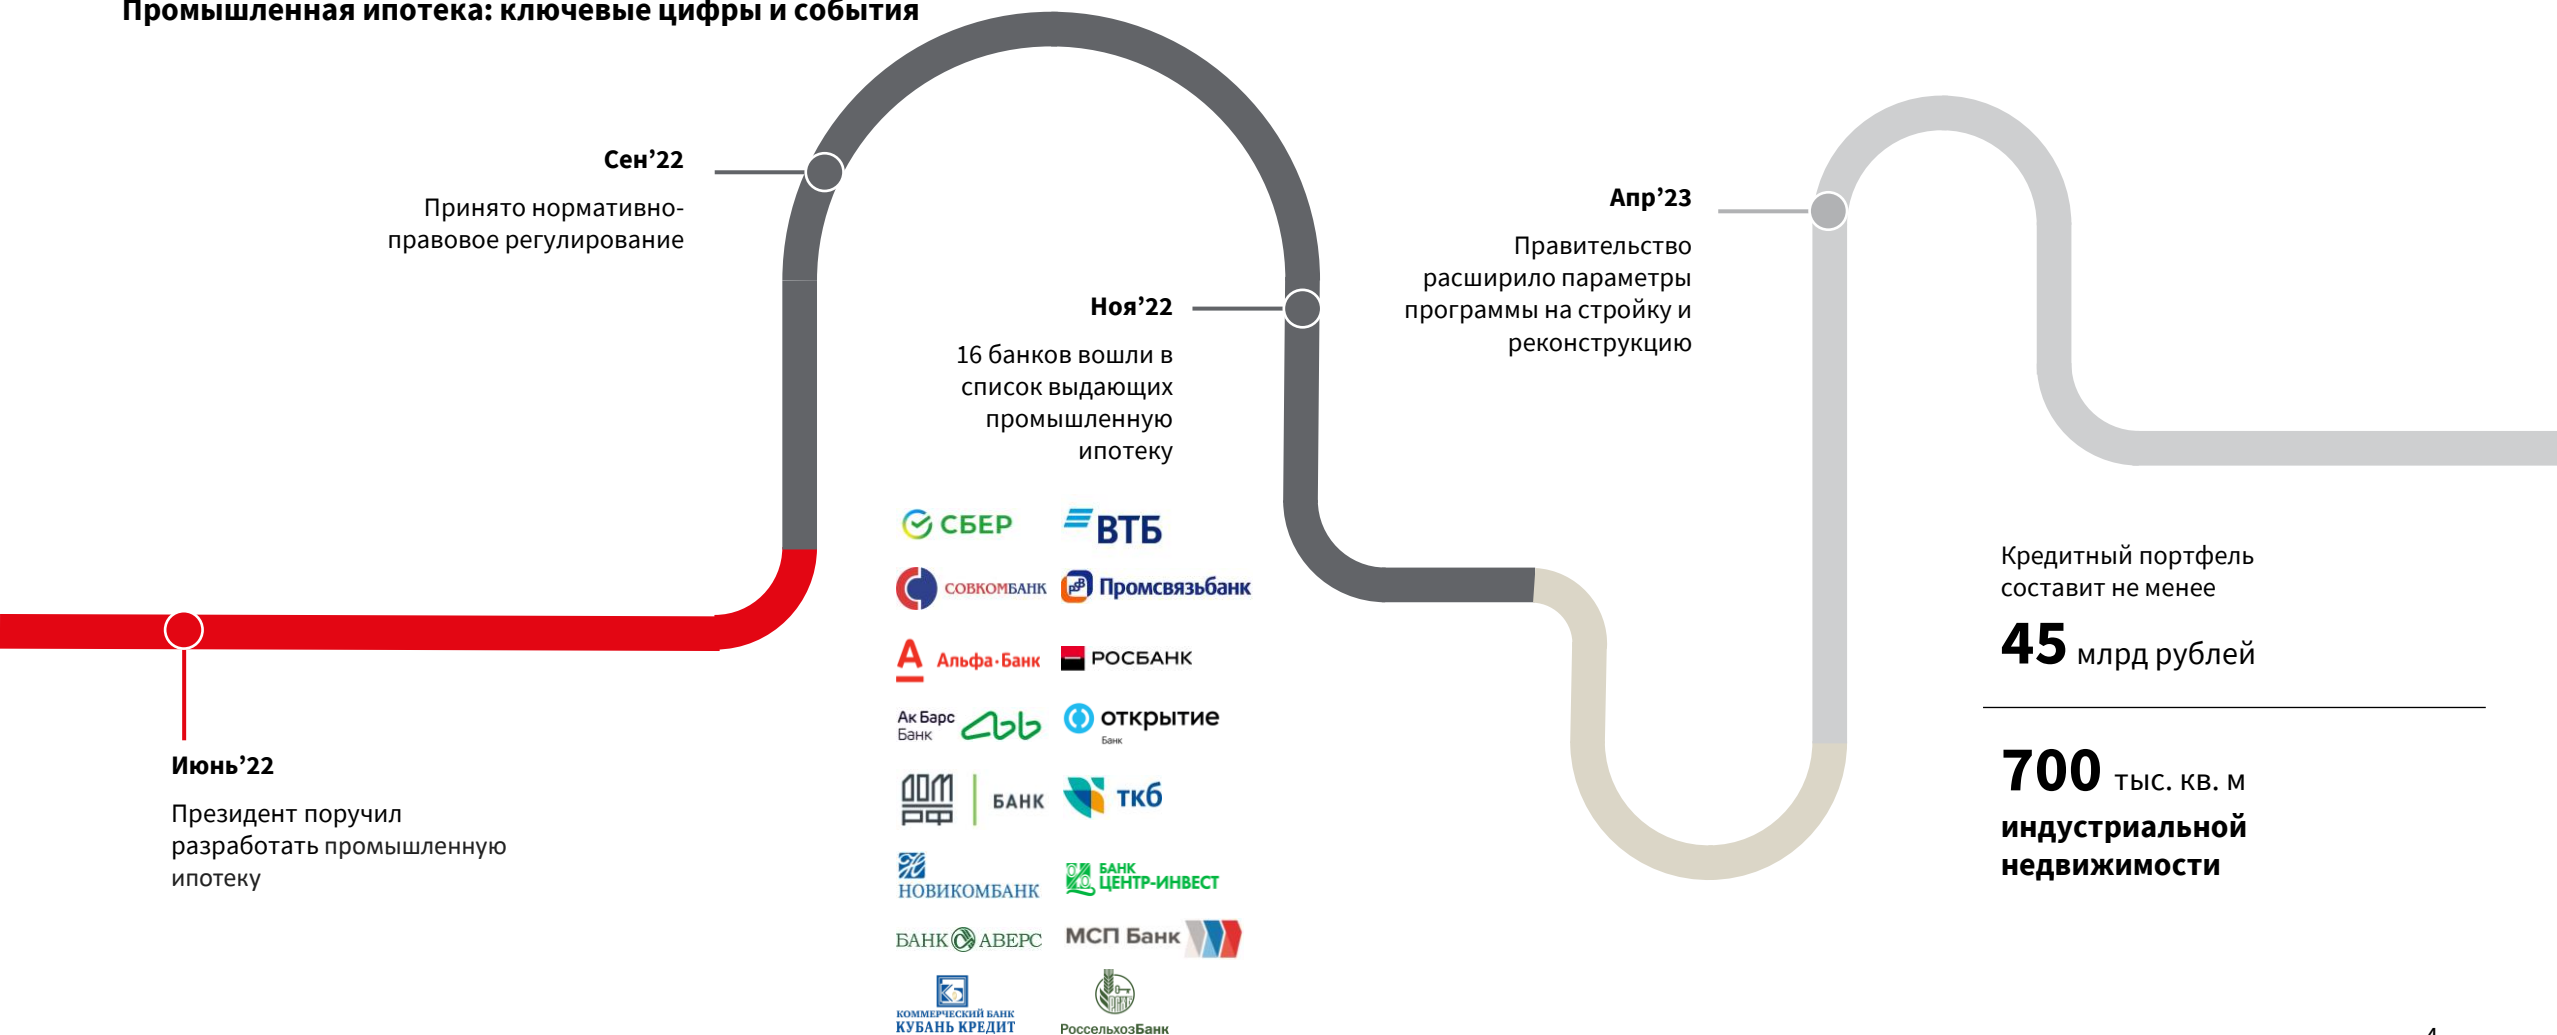 Промышленная ипотека: ключевые цифры и события
Сен’22
Принято нормативно-
правовое регулирование
Ноя’22
16 банков вошли в
список выдающих
промышленную
ипотеку
Апр’23
Правительство
расширило параметры
программы на стройку и
реконструкцию
СБЕР
ВТБ
СОВКОМБАНК
Промсвязьбанк
Альфа·Банк
РОСБАНК
Ак Барс
Банк
открытие
Банк
ДОМ
РФ
БАНК
ткб
НОВИКОМБАНК
БАНК
ЦЕНТР-ИНВЕСТ
БАНК АВЕРС
МСП Банк
КОММЕРЧЕСКИЙ БАНК
КУБАНЬ КРЕДИТ
РоссельхозБанк
Июнь’22
Президент поручил
разработать промышленную
ипотеку
Кредитный портфель
составит не менее
45 млрд рублей
700 тыс. кв. м
индустриальной
недвижимости